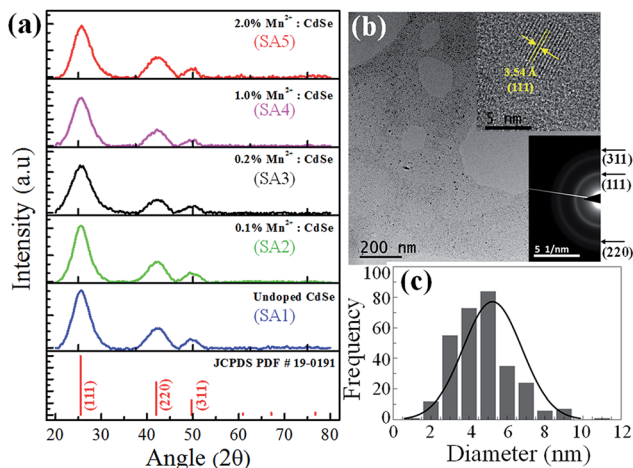 (a)
2.0% Mn²⁺ : CdSe
(SA5)
1.0% Mn²⁺ : CdSe
(SA4)
0.2% Mn²⁺ : CdSe
(SA3)
0.1% Mn²⁺ : CdSe
(SA2)
Undoped CdSe
(SA1)
JCPDS PDF # 19-0191
(111)
(220)
(311)
Intensity (a.u)
20 30 40 50 60 70 80
Angle (2θ)
(b)
3.54 Å
(111)
5 nm
(311)
(111)
(220)
5 1/nm
200 nm
(c)
100
80
60
40
20
0
Frequency
0 2 4 6 8 10
Diameter (nm)